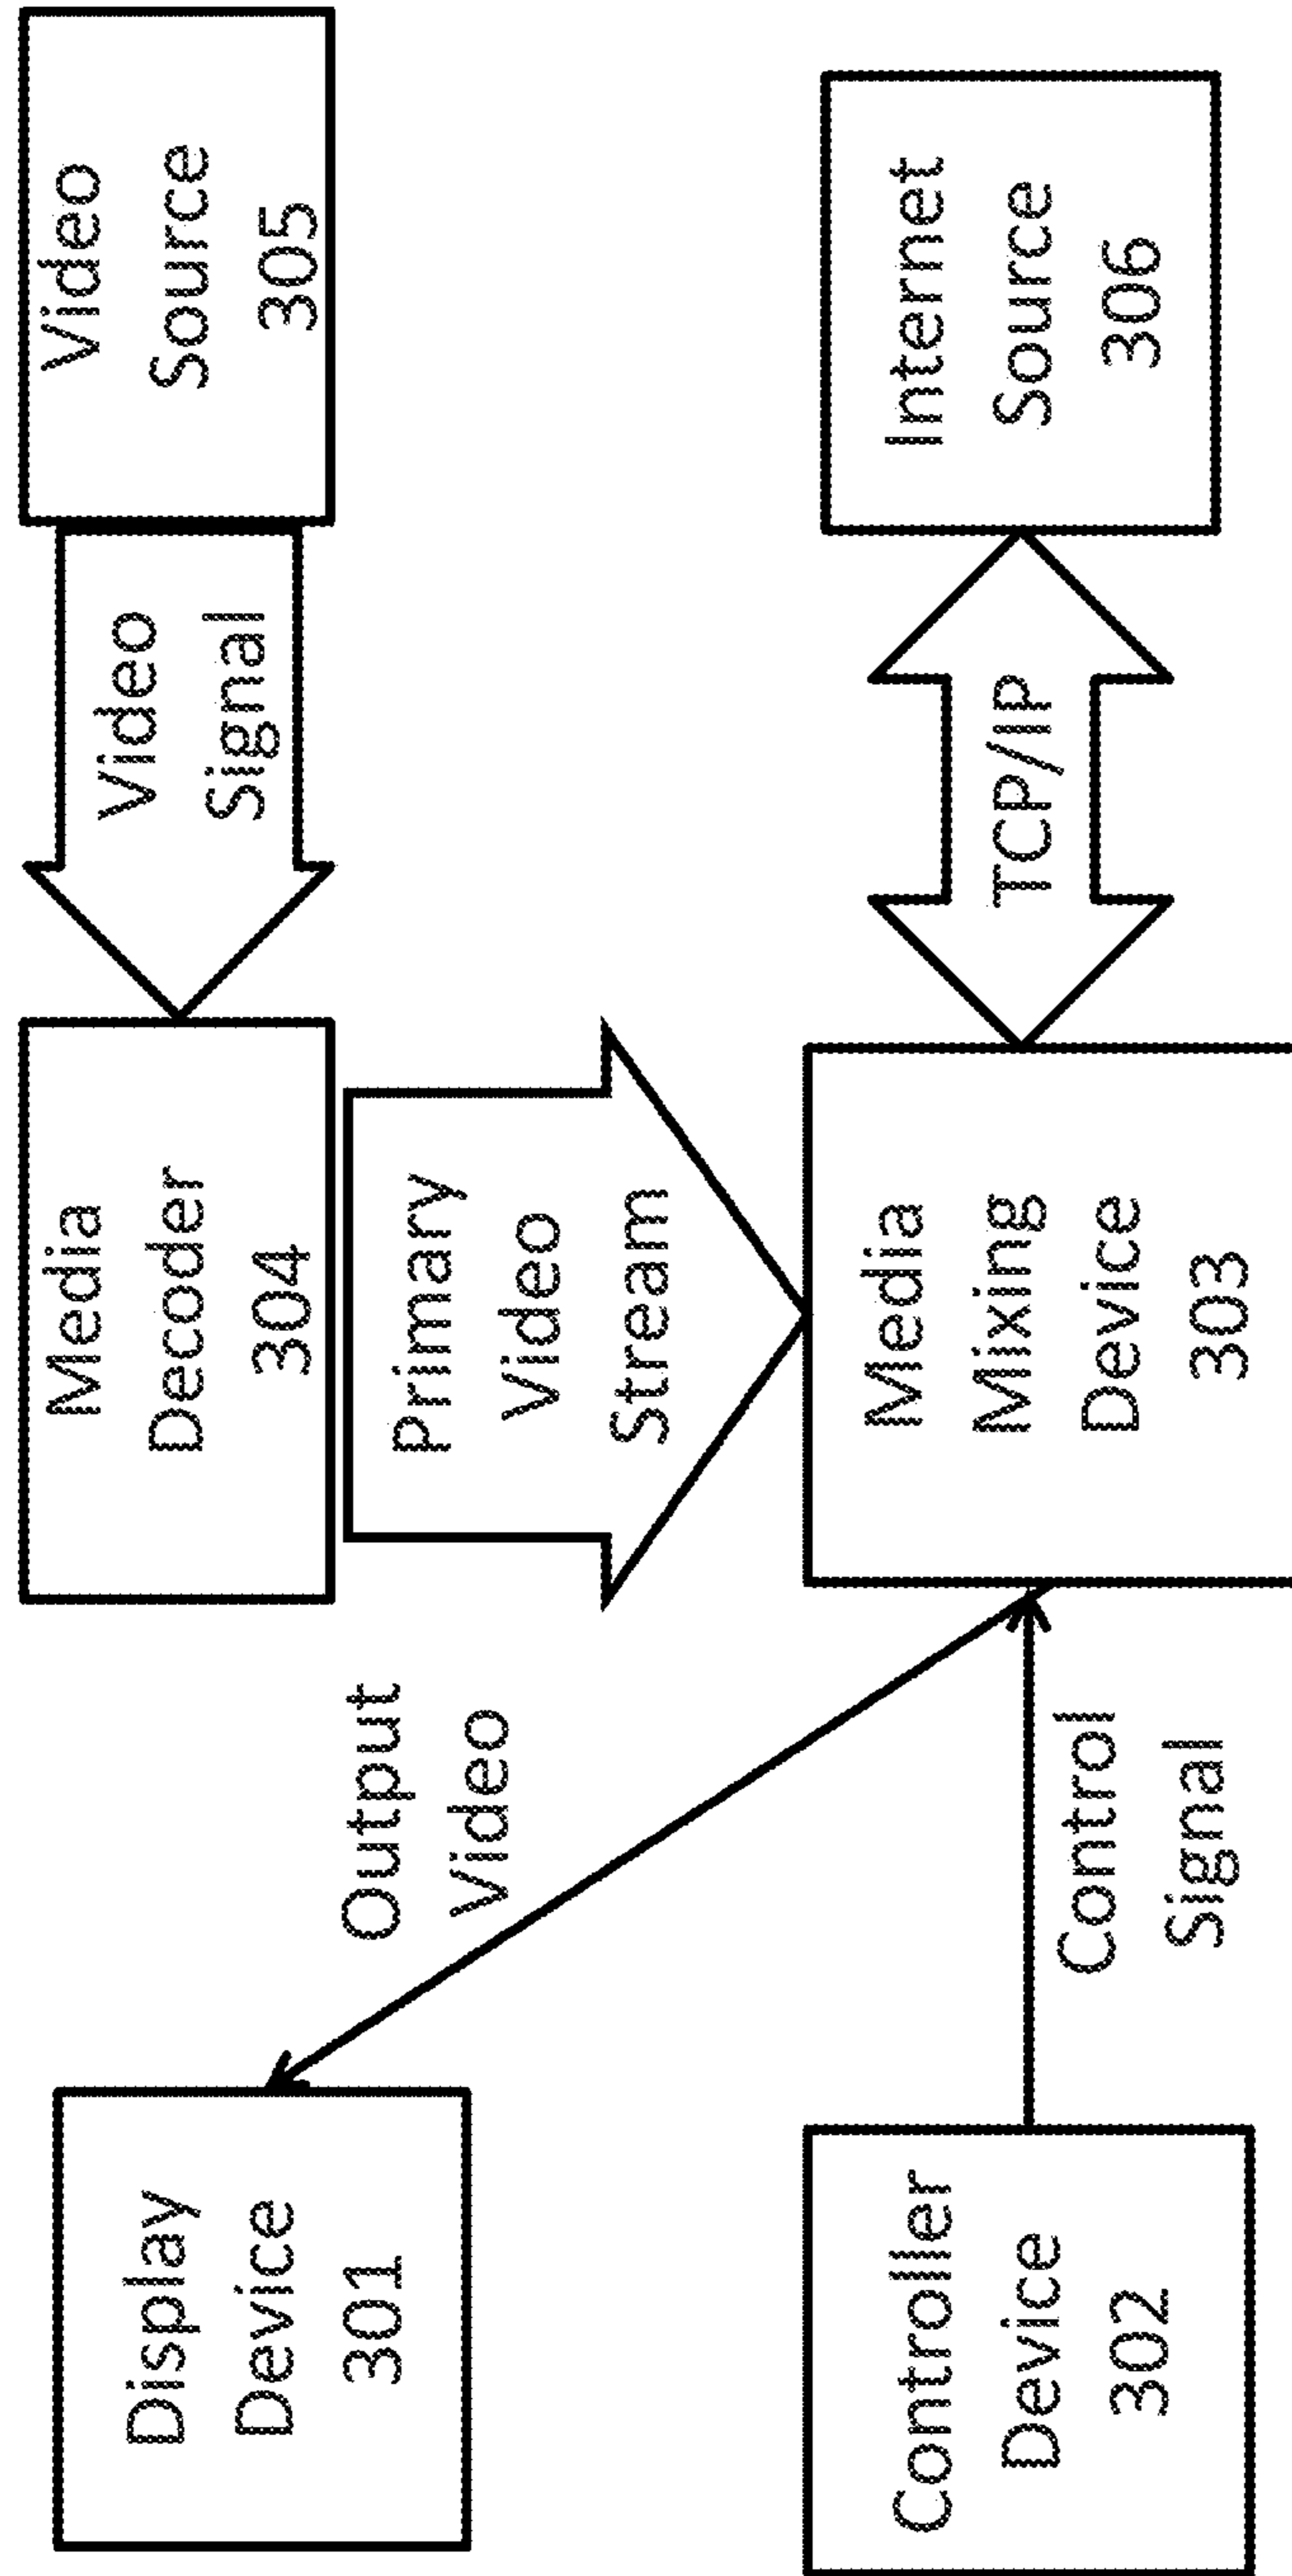 Display
Device
301
Output
Video
Media
Decoder
304
Video
Signal
Video
Source
305
Primary
Video
Stream
Controller
Device
302
Control
Signal
Media
Mixing
Device
303
TCP/IP
Internet
Source
306